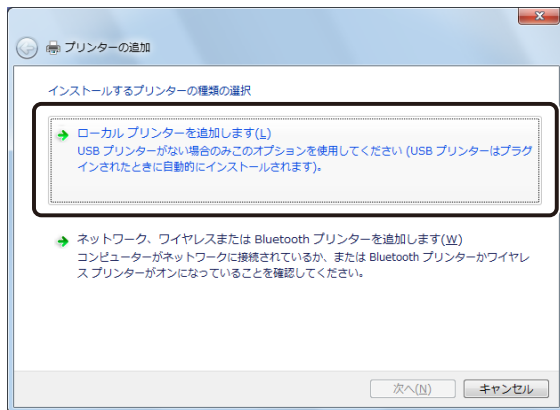 プリンターの追加
インストールするプリンターの種類の選択
ローカル プリンターを追加します(L)
USB プリンターがない場合のみこのオプションを使用してください (USB プリンターはプラグ
インされたときに自動的にインストールされます)。
ネットワーク、ワイヤレスまたは Bluetooth プリンターを追加します(W)
コンピューターがネットワークに接続されているか、または Bluetooth プリンターかワイヤレ
ス プリンターがオンになっていることを確認してください。
次へ(N)
キャンセル